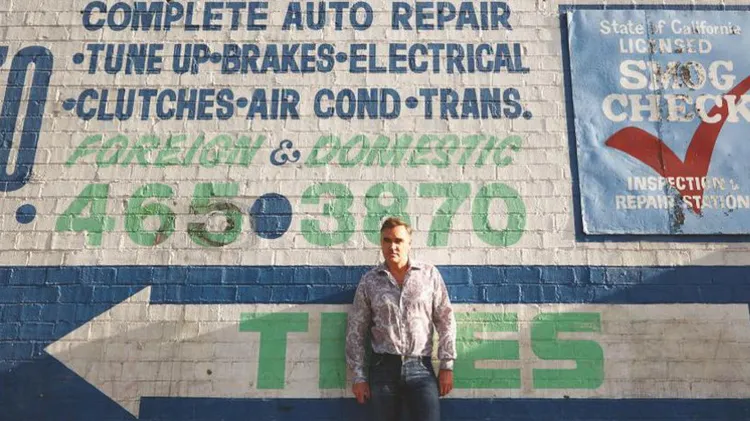 COMPLETE AUTO REPAIR
•TUNE UP•BRAKES•ELECTRICAL
•CLUTCHES•AIR COND•TRANS.
FOREIGN & DOMESTIC
465•3870
TIRES
State of California
LICENSED
SMOG
CHECK
INSPECTION &
REPAIR STATION